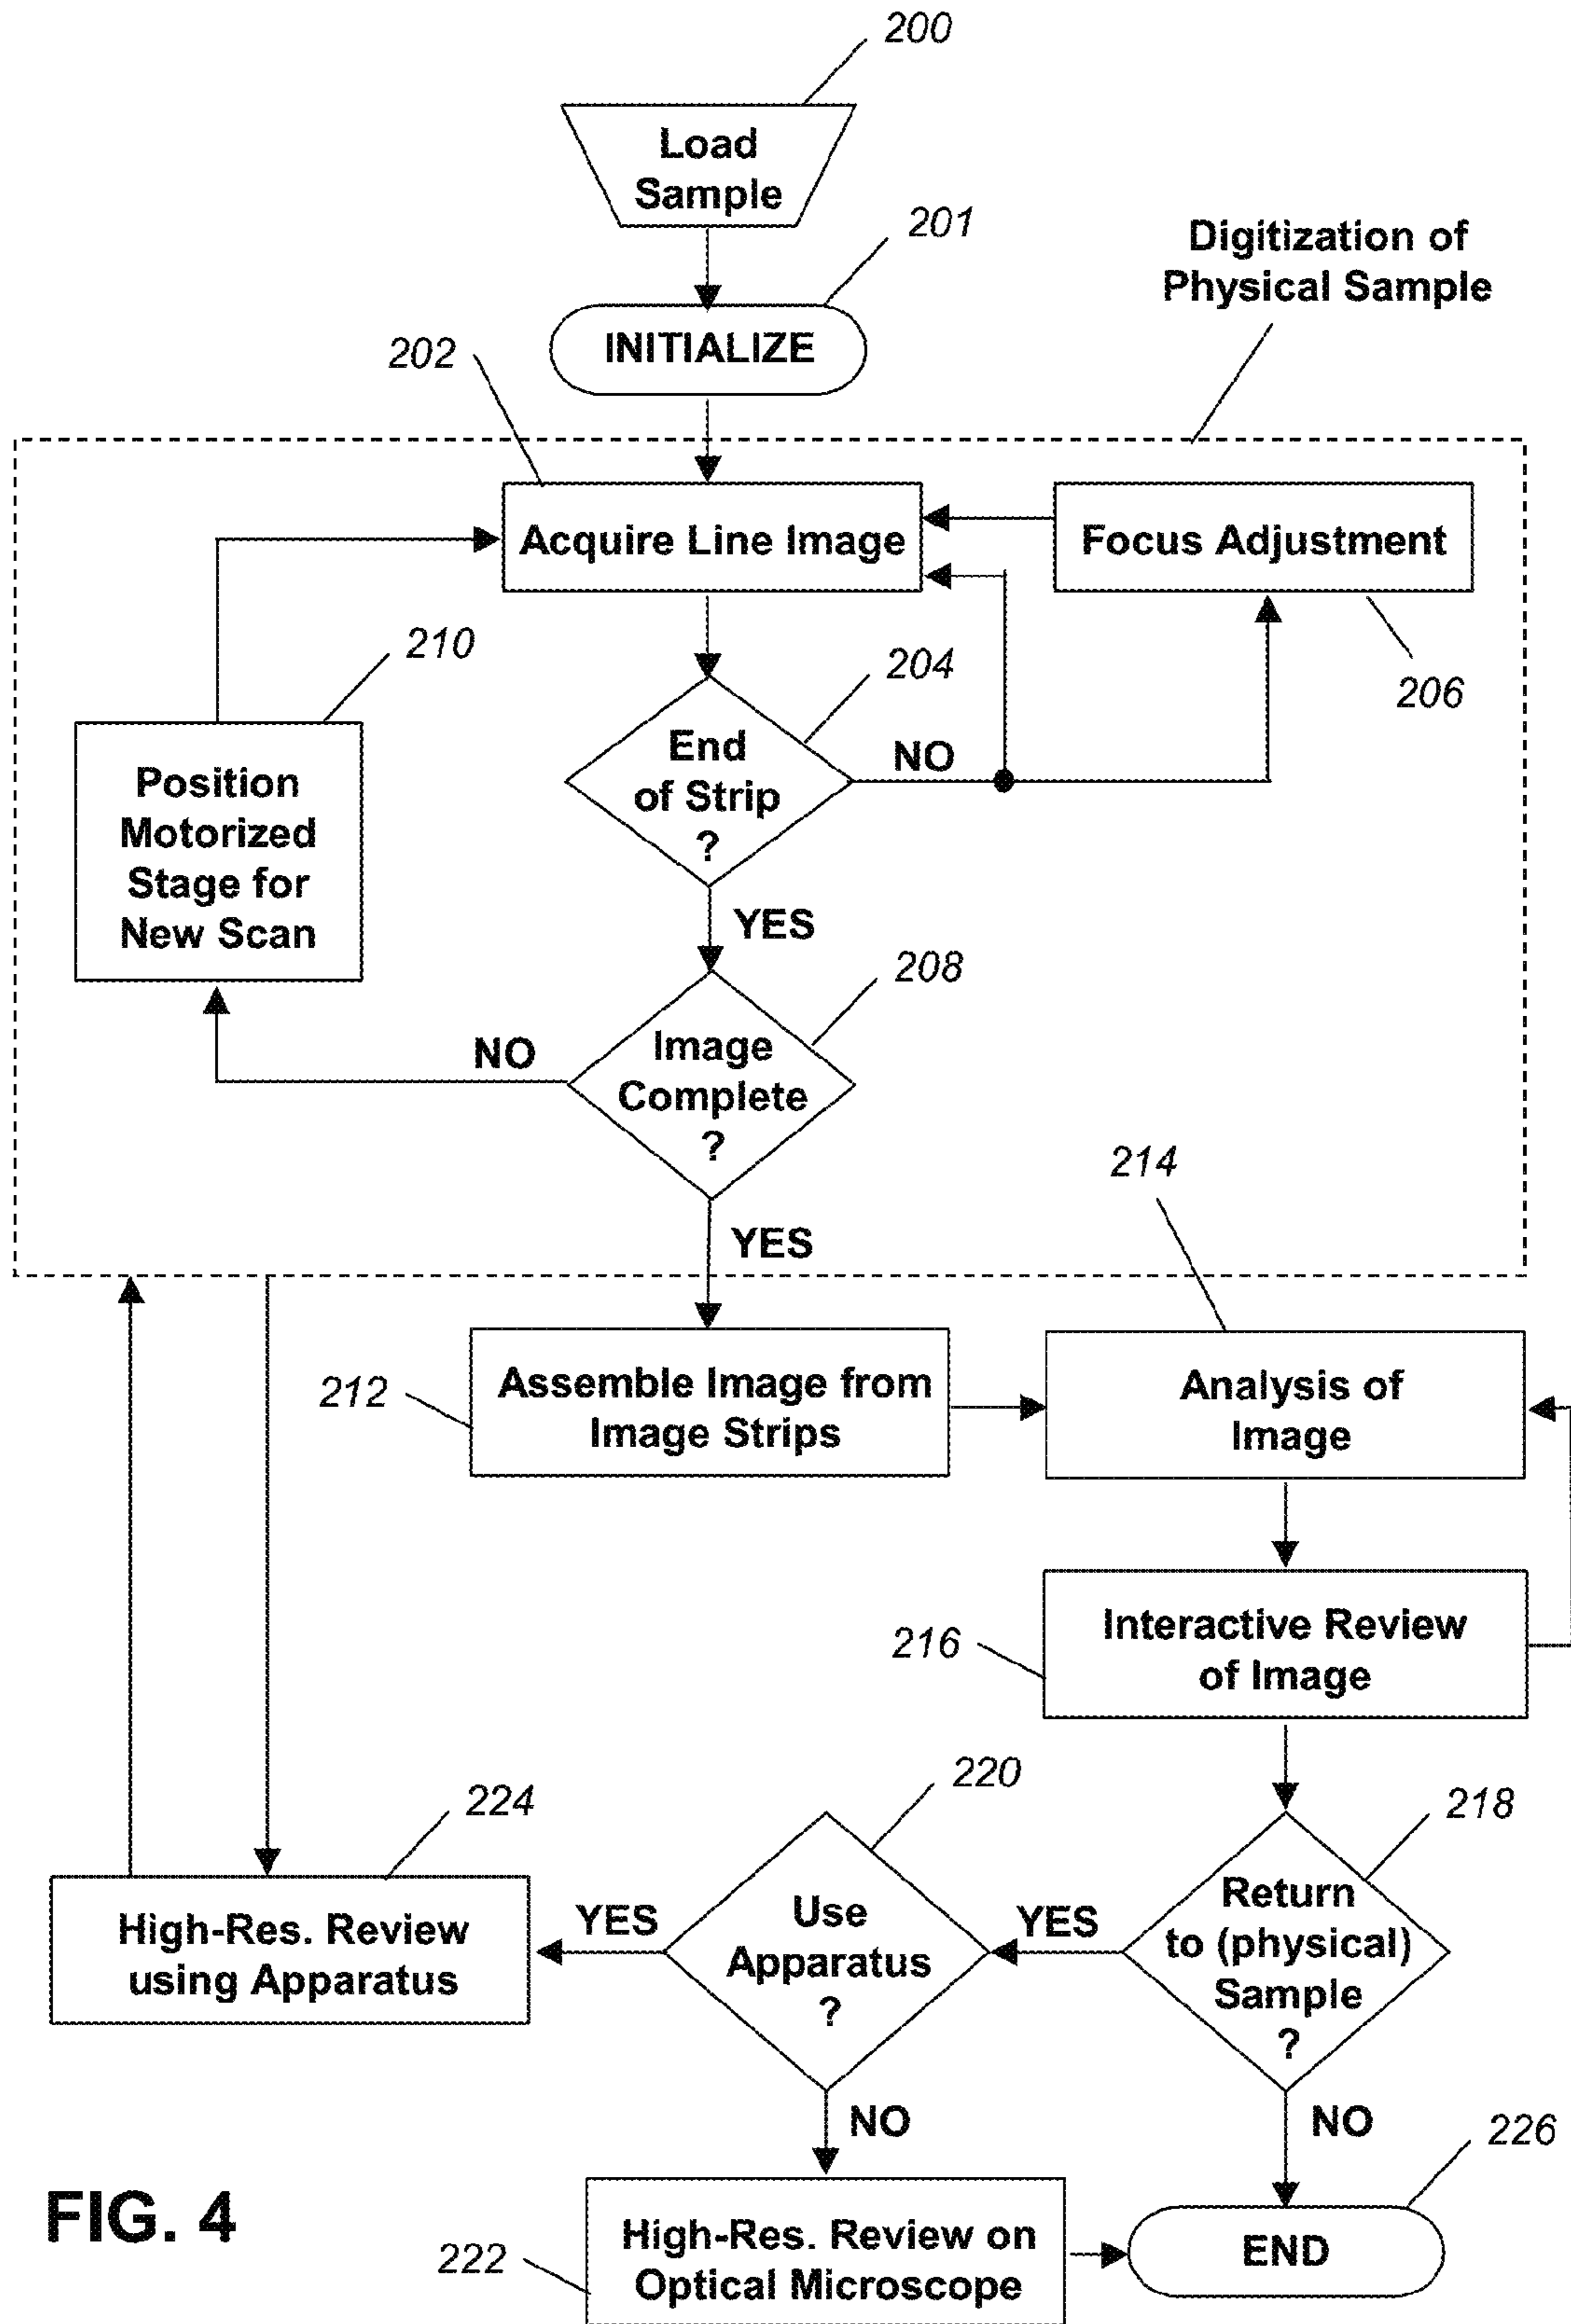 200
Load
Sample
201
Digitization of
Physical Sample
INITIALIZE
202
Acquire Line Image
Focus Adjustment
210
204
206
Position
Motorized
Stage for
New Scan
End
of Strip
?
NO
YES
208
Image
Complete
?
NO
YES
214
212
Assemble Image from
Image Strips
Analysis of
Image
216
Interactive Review
of Image
220
218
224
High-Res. Review
using Apparatus
YES
Use
Apparatus
?
YES
Return
to (physical)
Sample
?
NO
NO
226
FIG. 4
222
High-Res. Review on
Optical Microscope
END